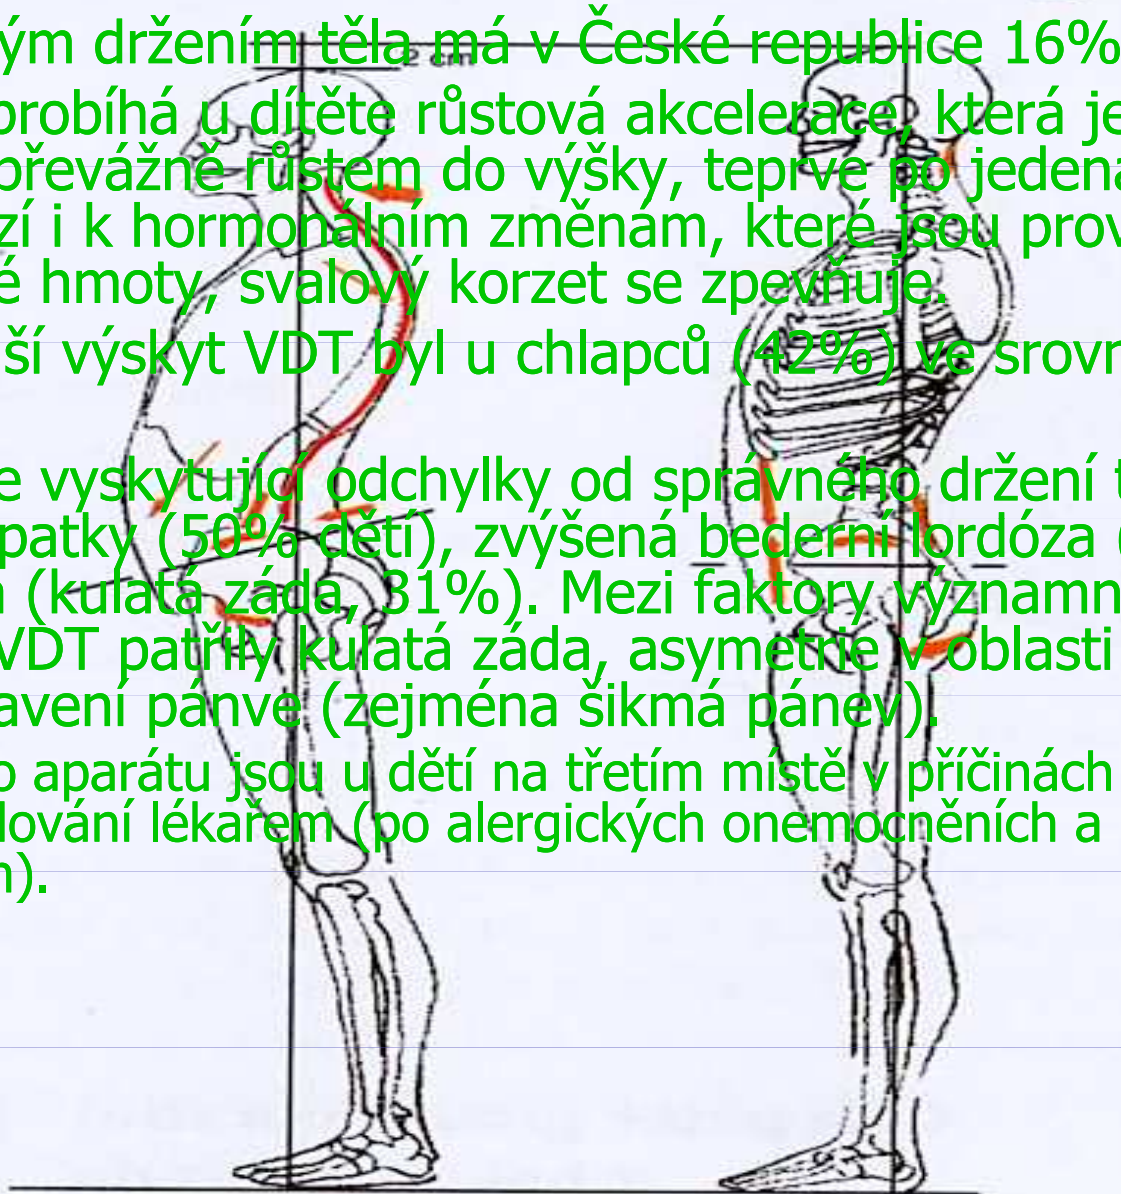 ým držením těla má v České republice 16%
2 cm
probíhá u dítěte růstová akcelerace, která je
převážně růstem do výšky, teprve po jedena
zí i k hormonálním změnám, které jsou prov
é hmoty, svalový korzet se zpevňuje.
ší výskyt VDT byl u chlapců (42%) ve srovn
e vyskytující odchylky od správného držení t
patky (50% dětí), zvýšená bederní lordóza (
(kulatá záda, 31%). Mezi faktory významn
VDT patřily kulatá záda, asymetrie v oblasti
avení pánve (zejména šikmá pánev).
o aparátu jsou u dětí na třetím místě v příčinách
lování lékařem (po alergických onemocněních a
).